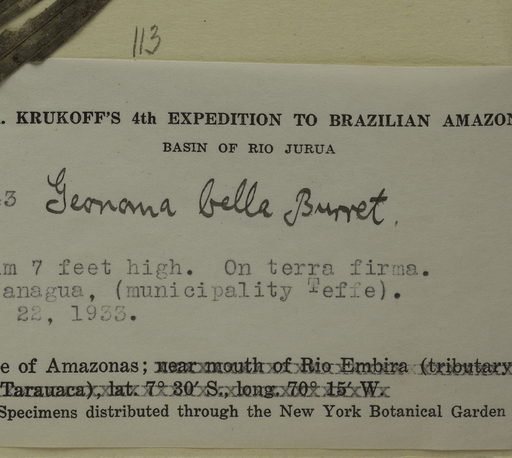 113
. KRUKOFF'S 4th EXPEDITION TO BRAZILIAN AMAZON
BASIN OF RIO JURUA
3 Geonoma bella Burret.
m 7 feet high. On terra firma.
anagua, (municipality Teffe).
22, 1933.
e of Amazonas; near mouth of Rio Embira (tributary
Tarauaca), lat. 7° 30′ S., long. 70° 15′ W.
Specimens distributed through the New York Botanical Garden